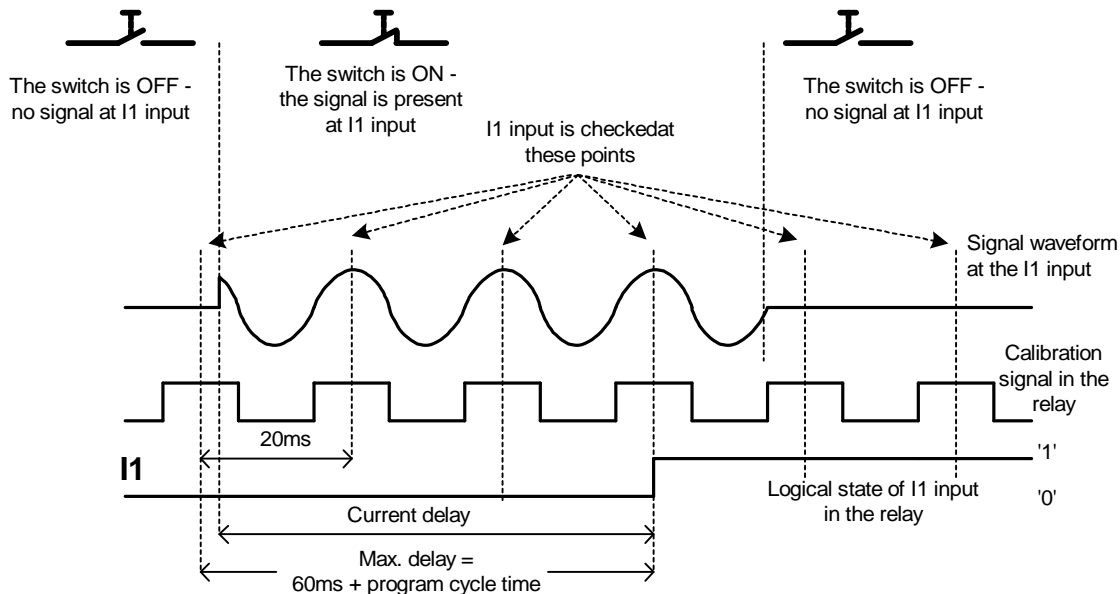 The switch is OFF -
no signal at I1 input
The switch is ON -
the signal is present
at I1 input
The switch is OFF -
no signal at I1 input
I1 input is checkedat
these points
Signal waveform
at the I1 input
Calibration
signal in the
relay
20ms
I1
'1'
'0'
Logical state of I1 input
in the relay
Current delay
Max. delay =
60ms + program cycle time